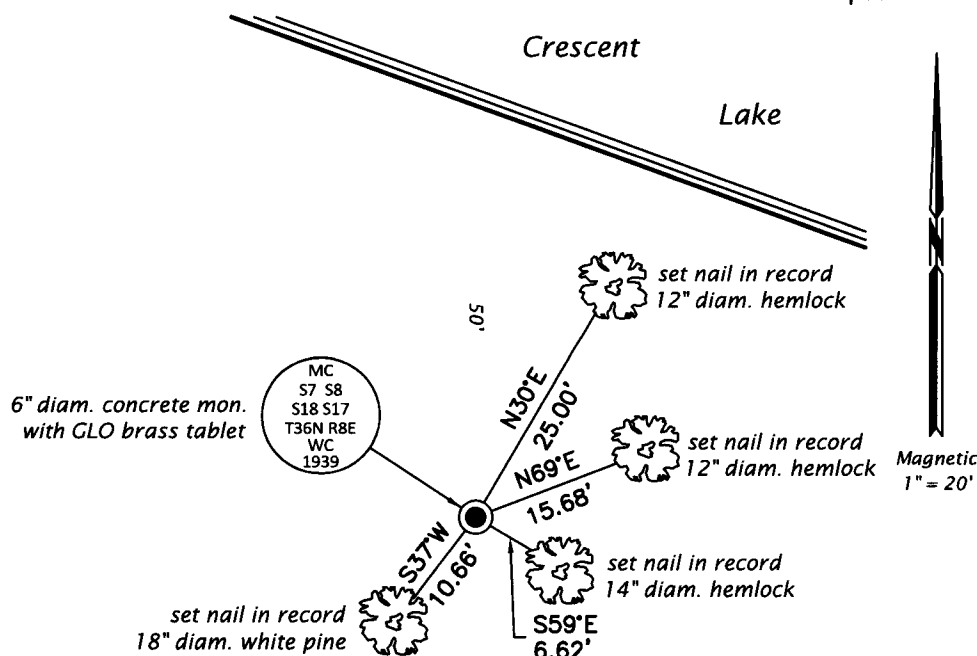 Crescent
Lake
set nail in record
12" diam. hemlock
50'
MC
S7 S8
S18 S17
T36N R8E
WC
1939
6" diam. concrete mon.
with GLO brass tablet
N30°E
25.00'
set nail in record
12" diam. hemlock
N69°E
15.68'
N
Magnetic
1" = 20'
S37°W
10.66'
set nail in record
14" diam. hemlock
set nail in record
18" diam. white pine
S59°E
6.62'